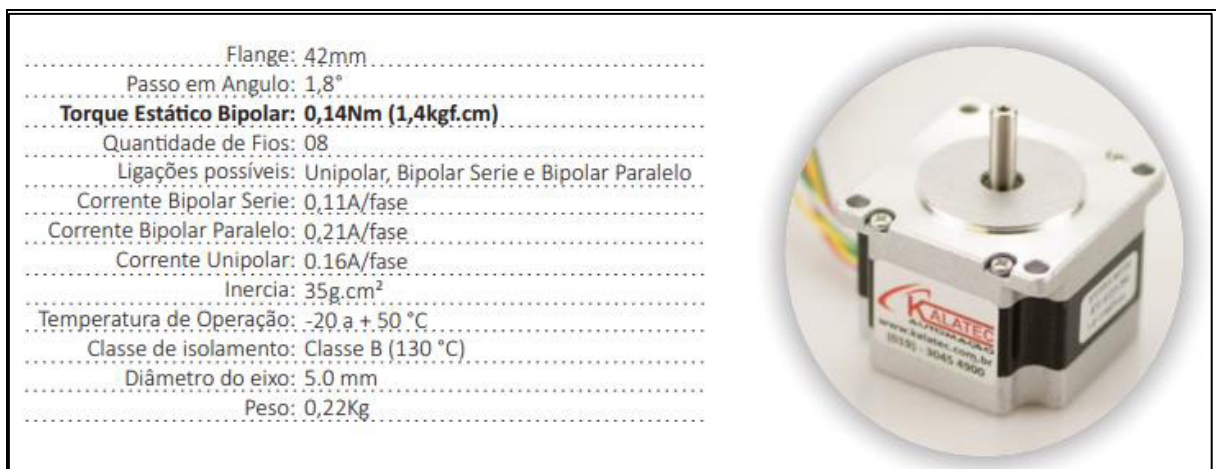 Flange: 42mm
Passo em Angulo: 1,8°
Torque Estático Bipolar: 0,14Nm (1,4kgf.cm)
Quantidade de Fios: 08
Ligações possíveis: Unipolar, Bipolar Serie e Bipolar Paralelo
Corrente Bipolar Serie: 0,11A/fase
Corrente Bipolar Paralelo: 0,21A/fase
Corrente Unipolar: 0.16A/fase
Inercia: 35g.cm²
Temperatura de Operação: -20 a + 50 °C
Classe de isolamento: Classe B (130 °C)
Diâmetro do eixo: 5.0 mm
Peso: 0,22Kg
KALATEC
AUTOMAÇÃO
www.kalatec.com.br
(019) - 3045 4900